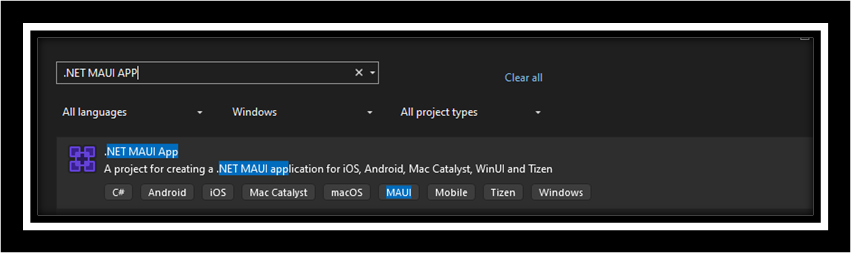 .NET MAUI APP
Clear all
All languages Windows All project types
.NET MAUI App
A project for creating a .NET MAUI application for iOS, Android, Mac Catalyst, WinUI and Tizen
C# Android iOS Mac Catalyst macOS MAUI Mobile Tizen Windows